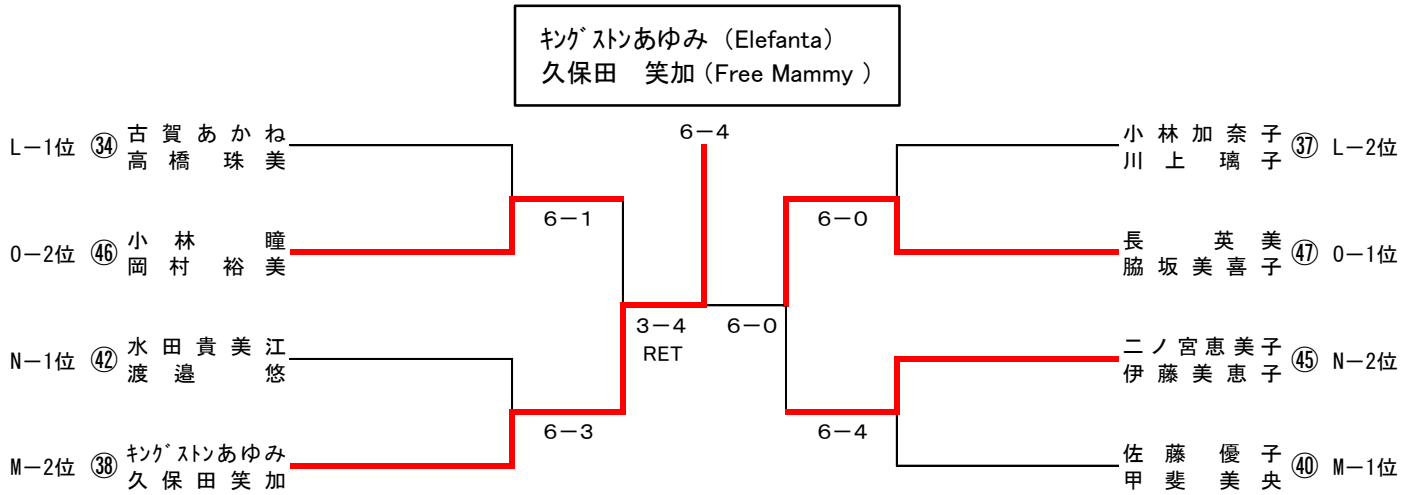 ｷﾝｸﾞｽﾄﾝあゆみ（Elefanta）
久保田　笑加（Free Mammy ）
6－4
L－1位 ㉞ 古賀あかね
高橋珠美
小林加奈子 ㊲ L－2位
川上璃子
6－1
6－0
O－2位 ㊻ 小林瞳
岡村裕美
長英美 ㊼ O－1位
脇坂美喜子
3－4
RET
6－0
N－1位 ㊷ 水田貴美江
渡邉悠
二ノ宮恵美子 ㊺ N－2位
伊藤美恵子
6－3
6－4
M－2位 ㊳ ｷﾝｸﾞｽﾄﾝあゆみ
久保田笑加
佐藤優子 ㊵ M－1位
甲斐美央